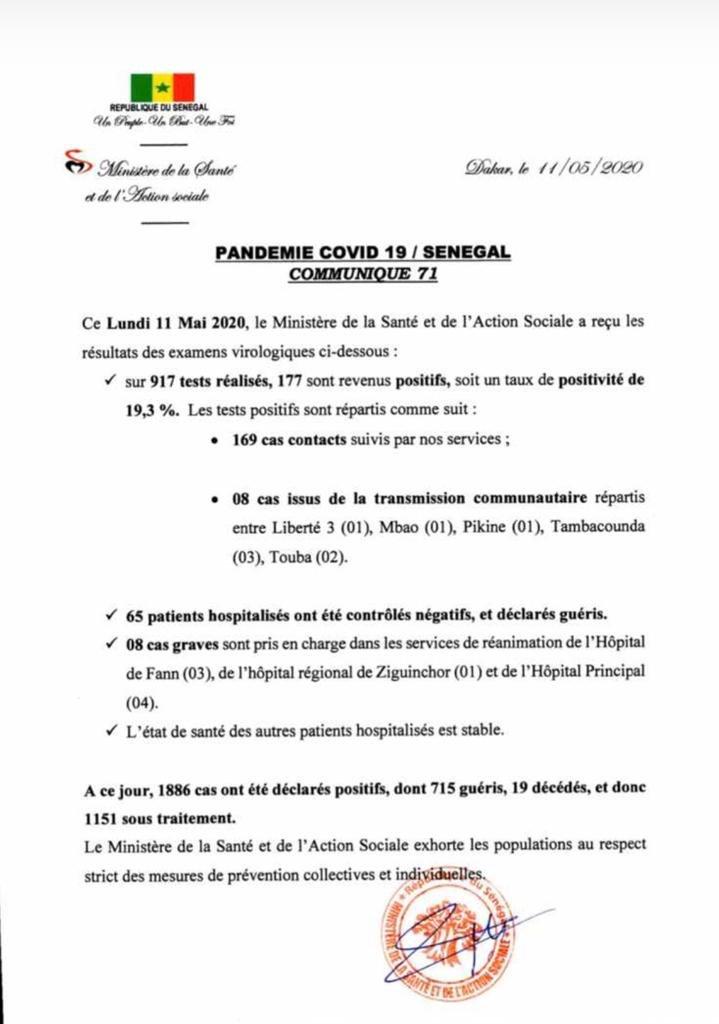 REPUBLIQUE DU SENEGAL
Un Peuple - Un But - Une Foi
Ministère de la Santé
et de l'Action sociale
Dakar, le 11/05/2020
PANDEMIE COVID 19 / SENEGAL
COMMUNIQUE 71
Ce Lundi 11 Mai 2020, le Ministère de la Santé et de l'Action Sociale a reçu les
résultats des examens virologiques ci-dessous :
✓ sur 917 tests réalisés, 177 sont revenus positifs, soit un taux de positivité de
19,3 %. Les tests positifs sont répartis comme suit :
• 169 cas contacts suivis par nos services ;
• 08 cas issus de la transmission communautaire répartis
entre Liberté 3 (01), Mbao (01), Pikine (01), Tambacounda
(03), Touba (02).
✓ 65 patients hospitalisés ont été contrôlés négatifs, et déclarés guéris.
✓ 08 cas graves sont pris en charge dans les services de réanimation de l'Hôpital
de Fann (03), de l'hôpital régional de Ziguinchor (01) et de l'Hôpital Principal
(04).
✓ L'état de santé des autres patients hospitalisés est stable.
A ce jour, 1886 cas ont été déclarés positifs, dont 715 guéris, 19 décédés, et donc
1151 sous traitement.
Le Ministère de la Santé et de l'Action Sociale exhorte les populations au respect
strict des mesures de prévention collectives et individuelles.
République du Sénégal
MINISTÈRE DE LA SANTÉ ET DE L'ACTION SOCIALE